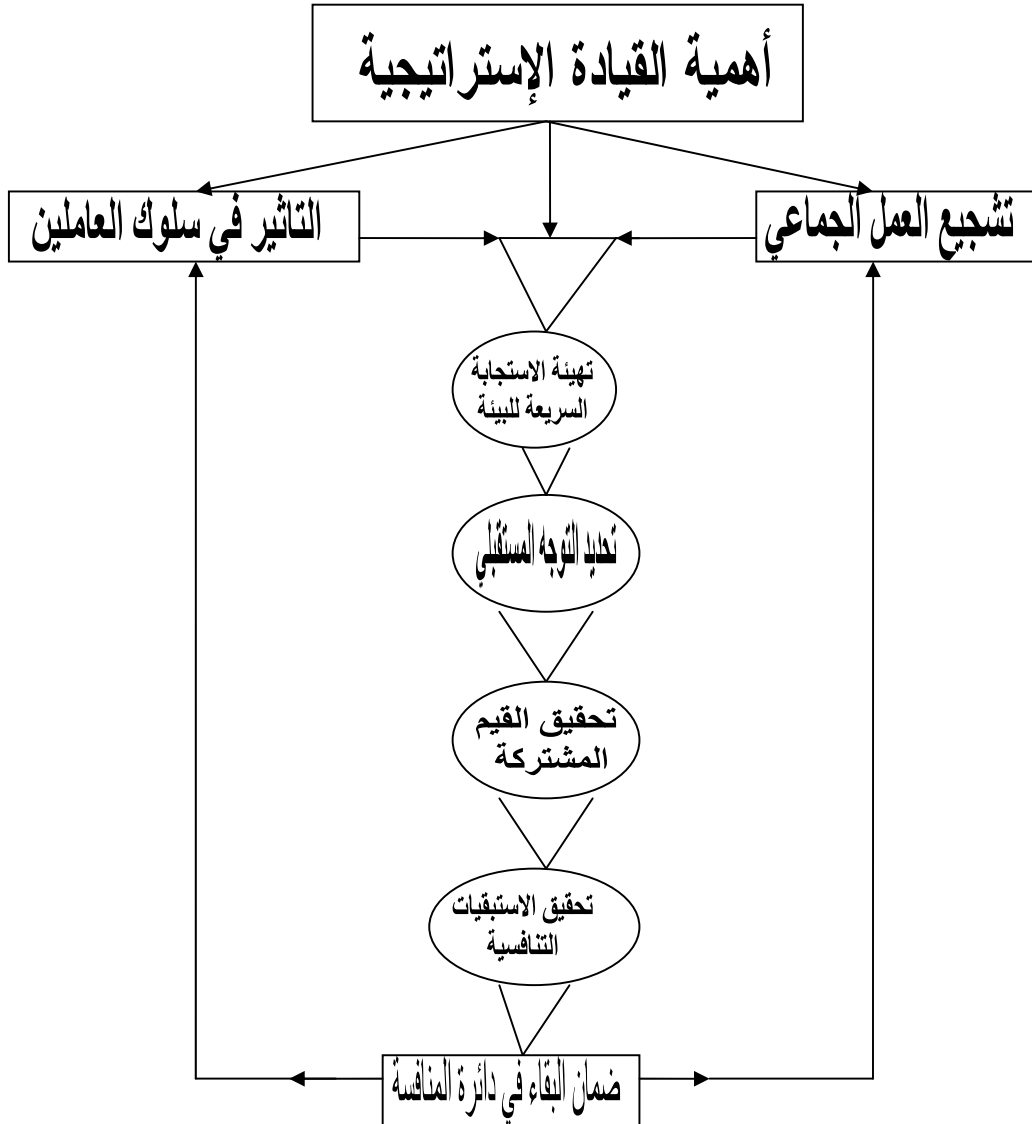 أهمية القيادة الإستراتيجية
تشجيع العمل الجماعي
التاثير في سلوك العاملين
تهيئة الاستجابة
السريعة للبيئة
تحديد التوجه المستقبلي
تحقيق القيم
المشتركة
تحقيق الاستبقيات
التنافسية
ضمان البقاء في دائرة المنافسة